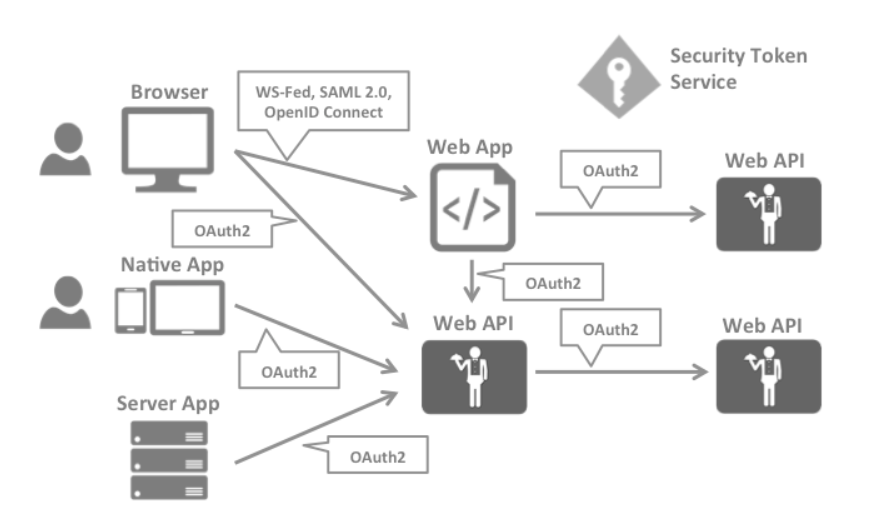 Security Token
Service
Browser
WS-Fed, SAML 2.0,
OpenID Connect
Web App
OAuth2
Web API
OAuth2
Native App
OAuth2
Web API
OAuth2
Web API
OAuth2
Server App
OAuth2